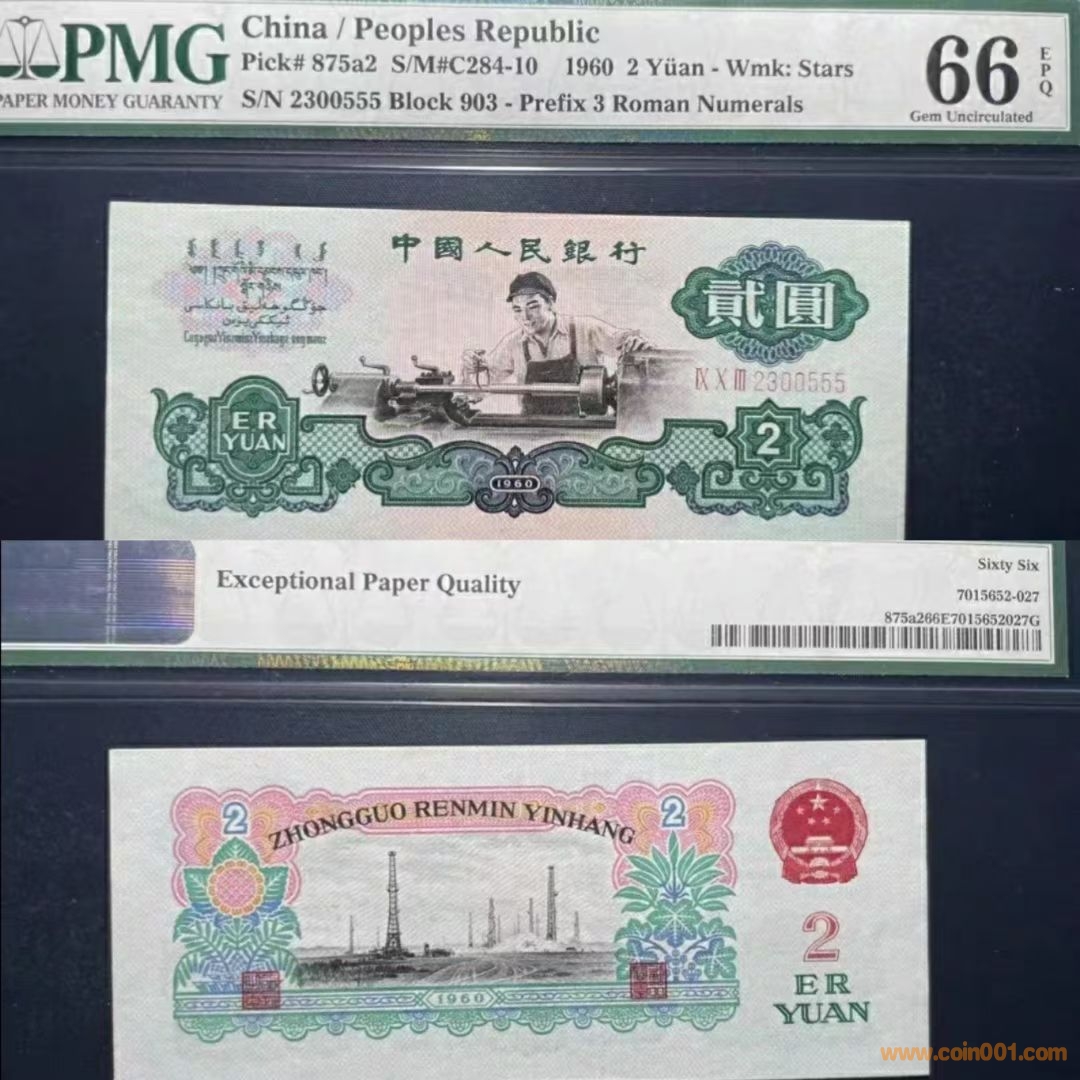 PMG
PAPER MONEY GUARANTY
China / Peoples Republic
Pick# 875a2 S/M#C284-10 1960 2 Yüan - Wmk: Stars
S/N 2300555 Block 903 - Prefix 3 Roman Numerals
66
EPQ
Gem Uncirculated
中國人民銀行
貳圓
IX X III 2300555
ER
YUAN
2
1960
Exceptional Paper Quality
Sixty Six
7015652-027
875a266E7015652027G
2
ZHONGGUO RENMIN YINHANG
2
1960
2
ER
YUAN
www.coin001.com